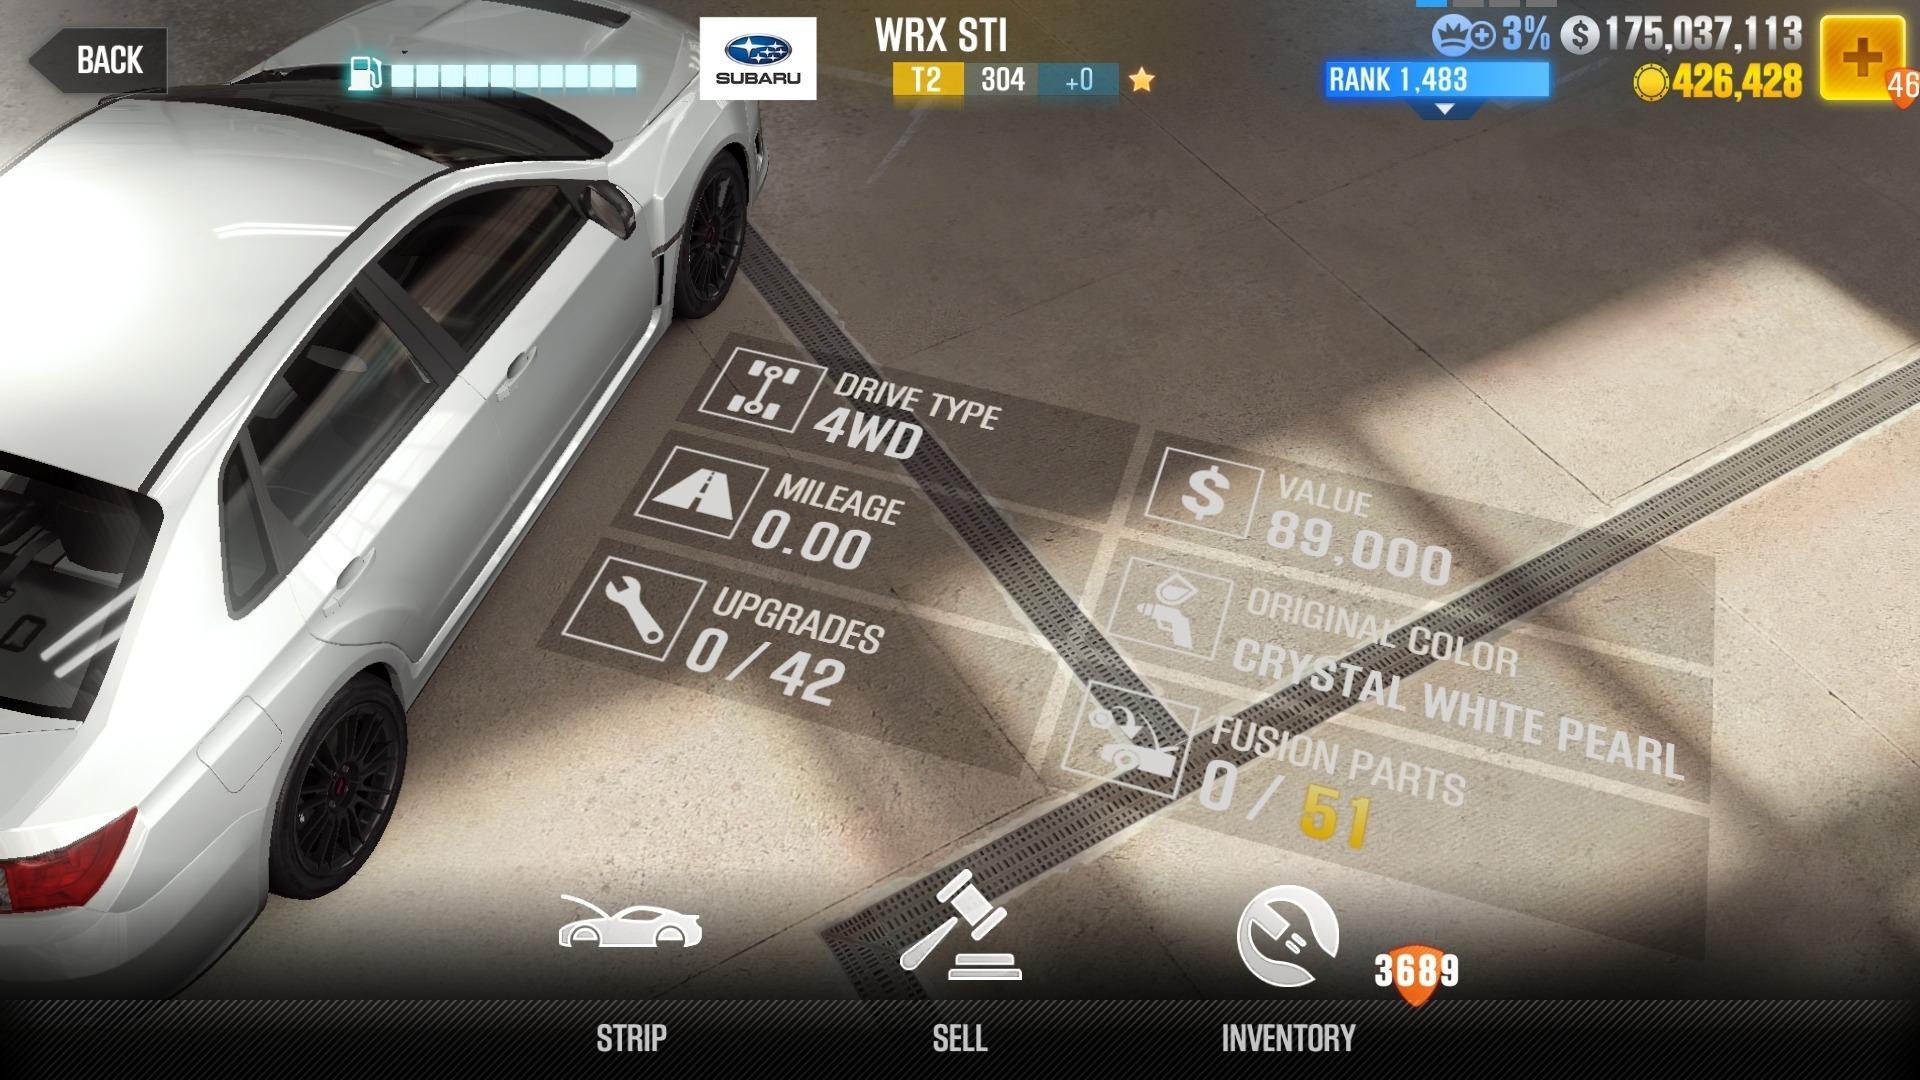 BACK
SUBARU
WRX STI
T2 304 +0
3%
175,037,113
RANK 1,483
426,428
46
DRIVE TYPE
4WD
MILEAGE
0.00
UPGRADES
0 / 42
VALUE
89,000
ORIGINAL COLOR
CRYSTAL WHITE PEARL
FUSION PARTS
0 / 51
3689
STRIP
SELL
INVENTORY